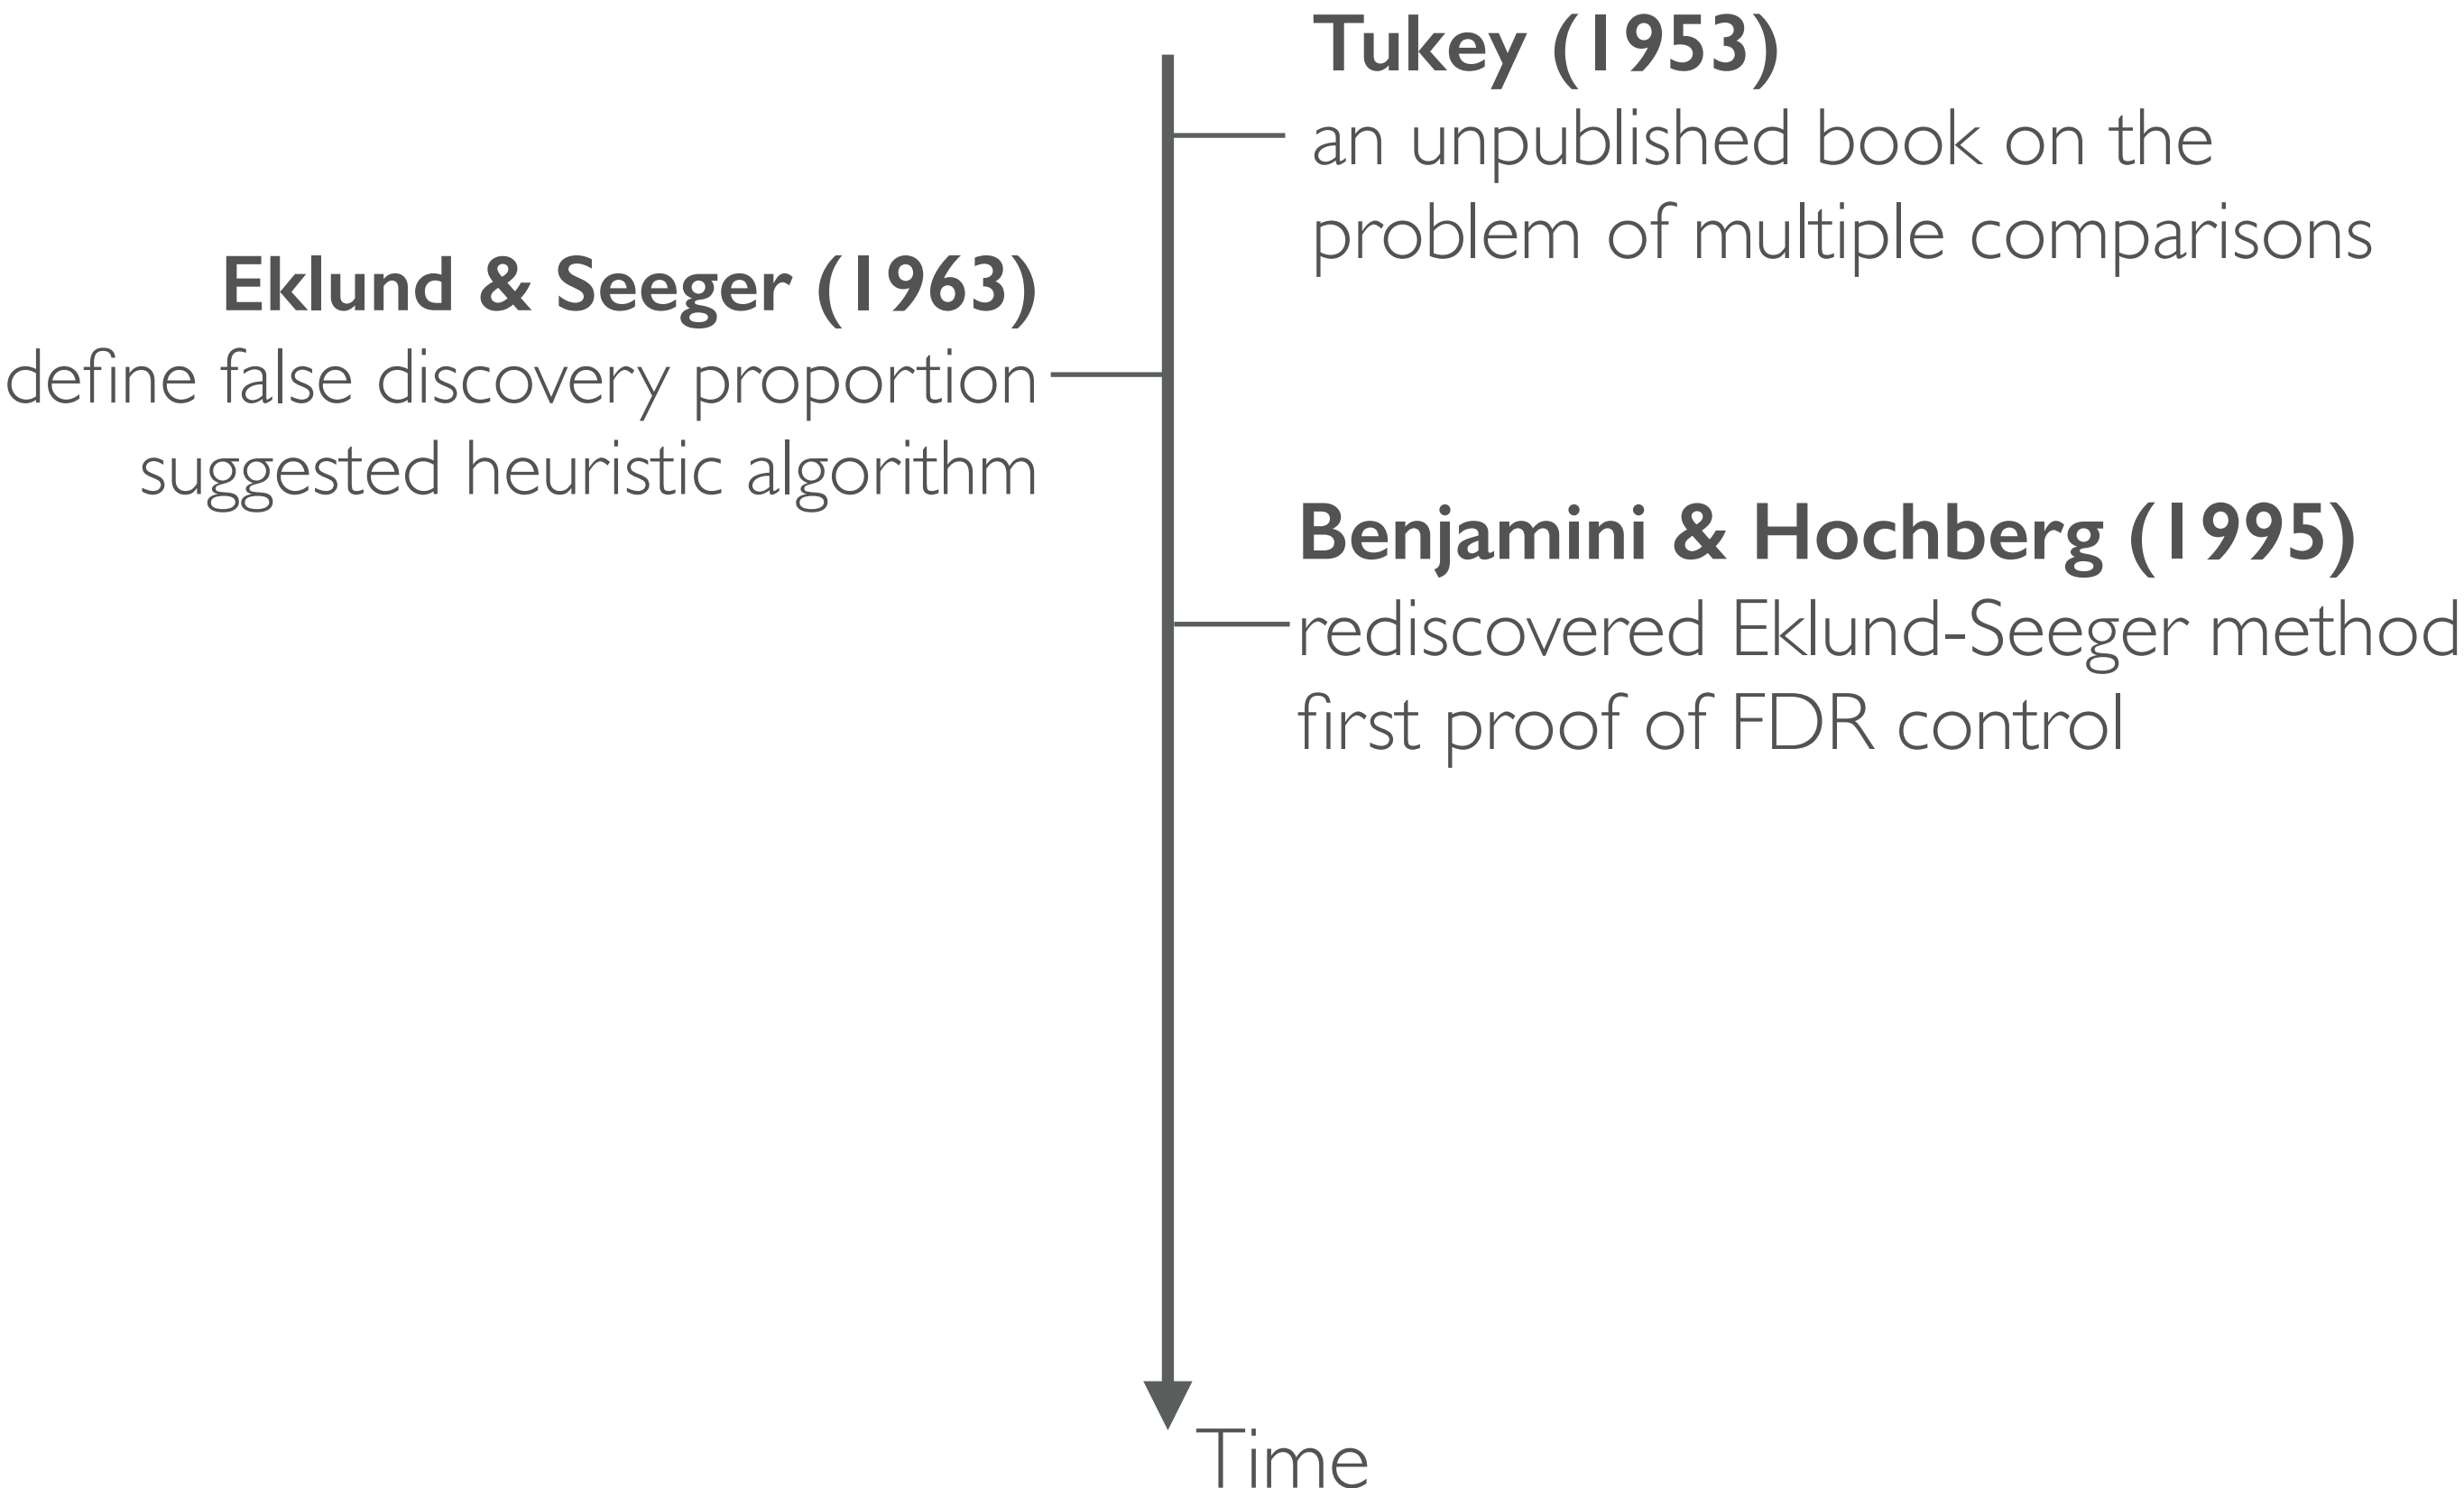 Tukey (1953)
an unpublished book on the
problem of multiple comparisons
Eklund & Seeger (1963)
define false discovery proportion
suggested heuristic algorithm
Benjamini & Hochberg (1995)
rediscovered Eklund-Seeger method
first proof of FDR control
Time